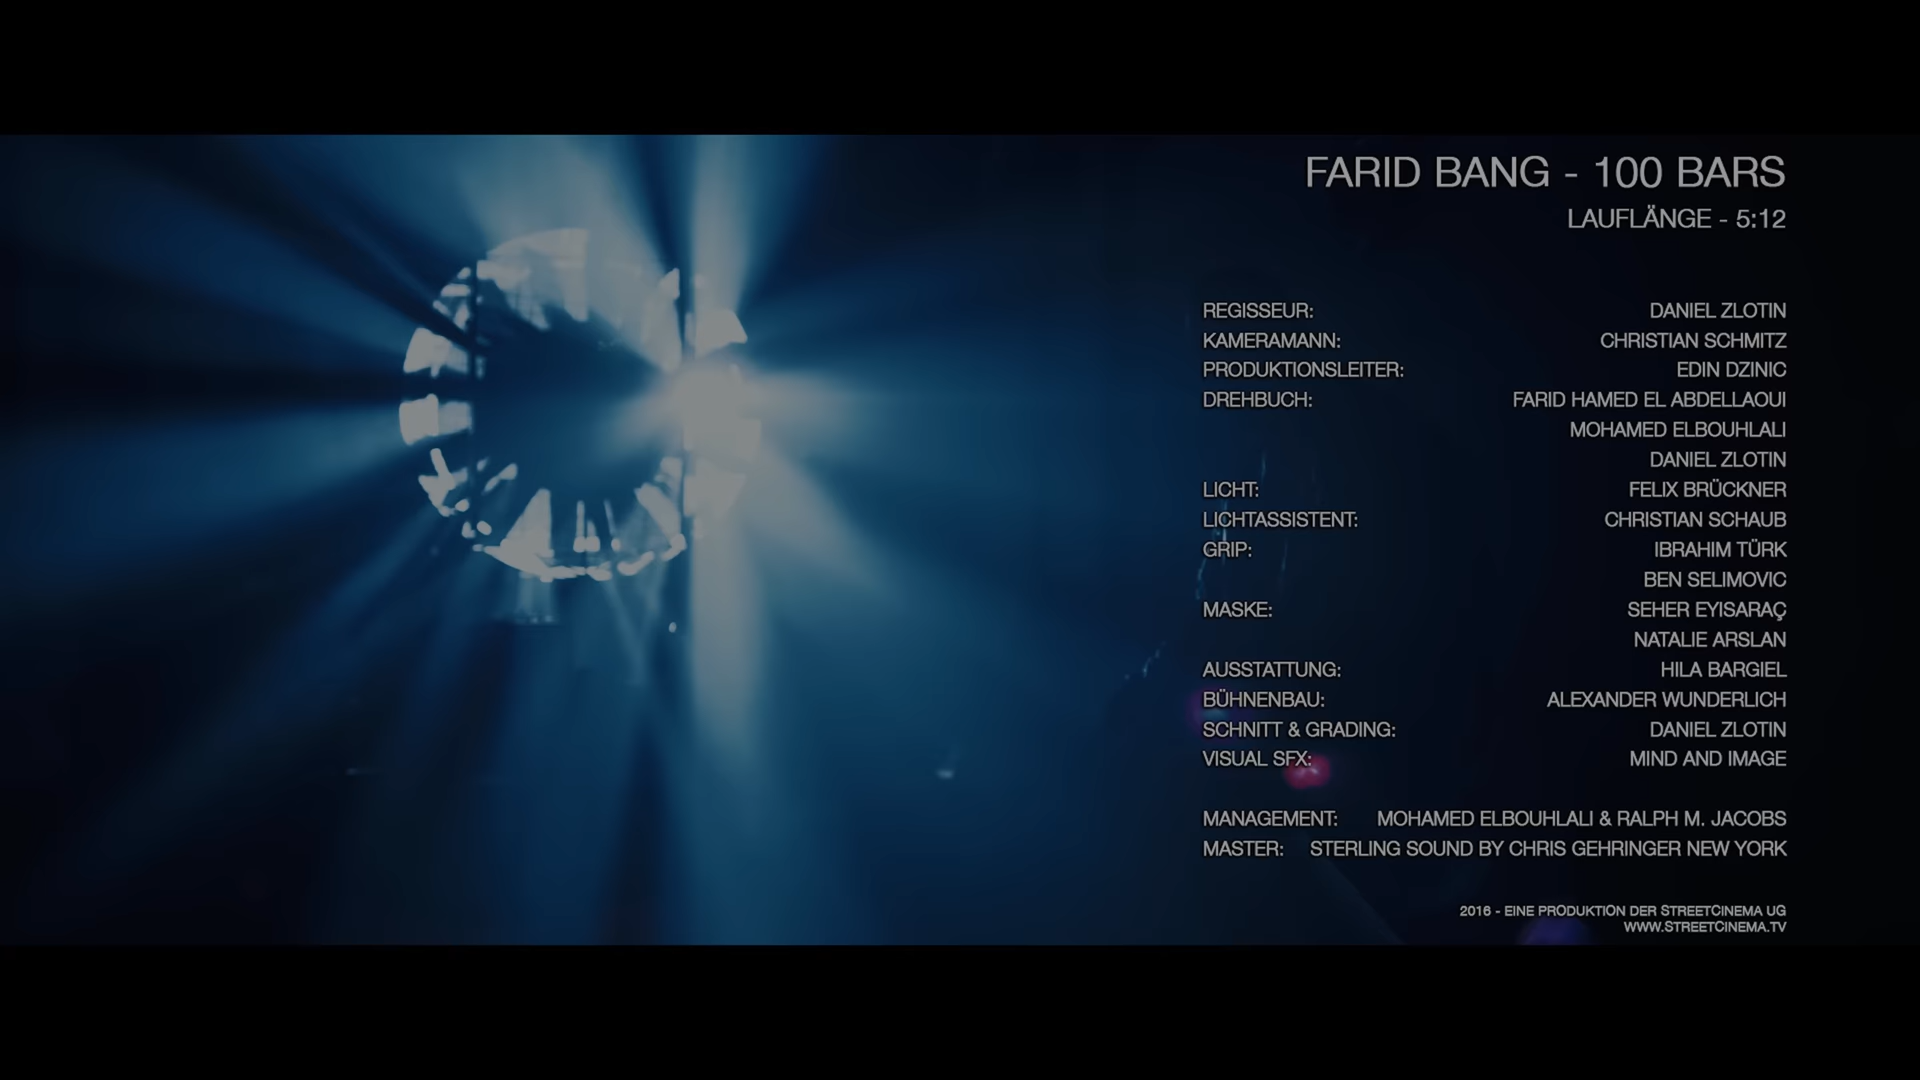 FARID BANG - 100 BARS
LAUFLÄNGE - 5:12
REGISSEUR: DANIEL ZLOTIN
KAMERAMANN: CHRISTIAN SCHMITZ
PRODUKTIONSLEITER: EDIN DZINIC
DREHBUCH: FARID HAMED EL ABDELLAOUI
MOHAMED ELBOUHLALI
DANIEL ZLOTIN
LICHT: FELIX BRÜCKNER
LICHTASSISTENT: CHRISTIAN SCHAUB
GRIP: IBRAHIM TÜRK
BEN SELIMOVIC
MASKE: SEHER EYISARAÇ
NATALIE ARSLAN
AUSSTATTUNG: HILA BARGIEL
BÜHNENBAU: ALEXANDER WUNDERLICH
SCHNITT & GRADING: DANIEL ZLOTIN
VISUAL SFX: MIND AND IMAGE
MANAGEMENT: MOHAMED ELBOUHLALI & RALPH M. JACOBS
MASTER: STERLING SOUND BY CHRIS GEHRINGER NEW YORK
2016 - EINE PRODUKTION DER STREETCINEMA UG
WWW.STREETCINEMA.TV